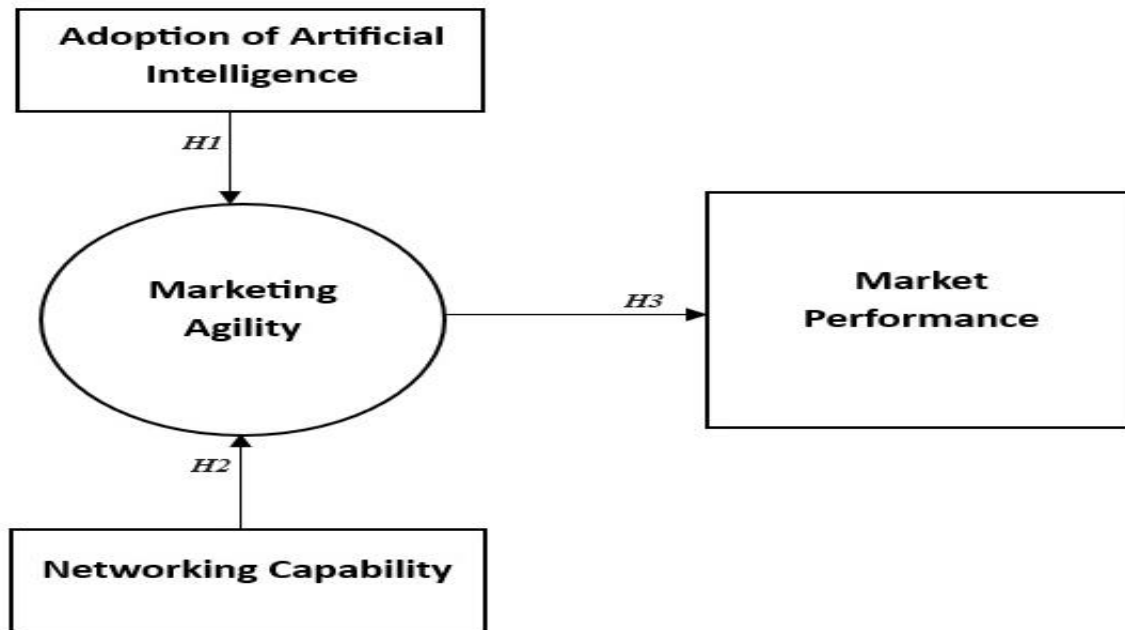 Adoption of Artificial
Intelligence
H1
Marketing
Agility
H3
Market
Performance
H2
Networking Capability